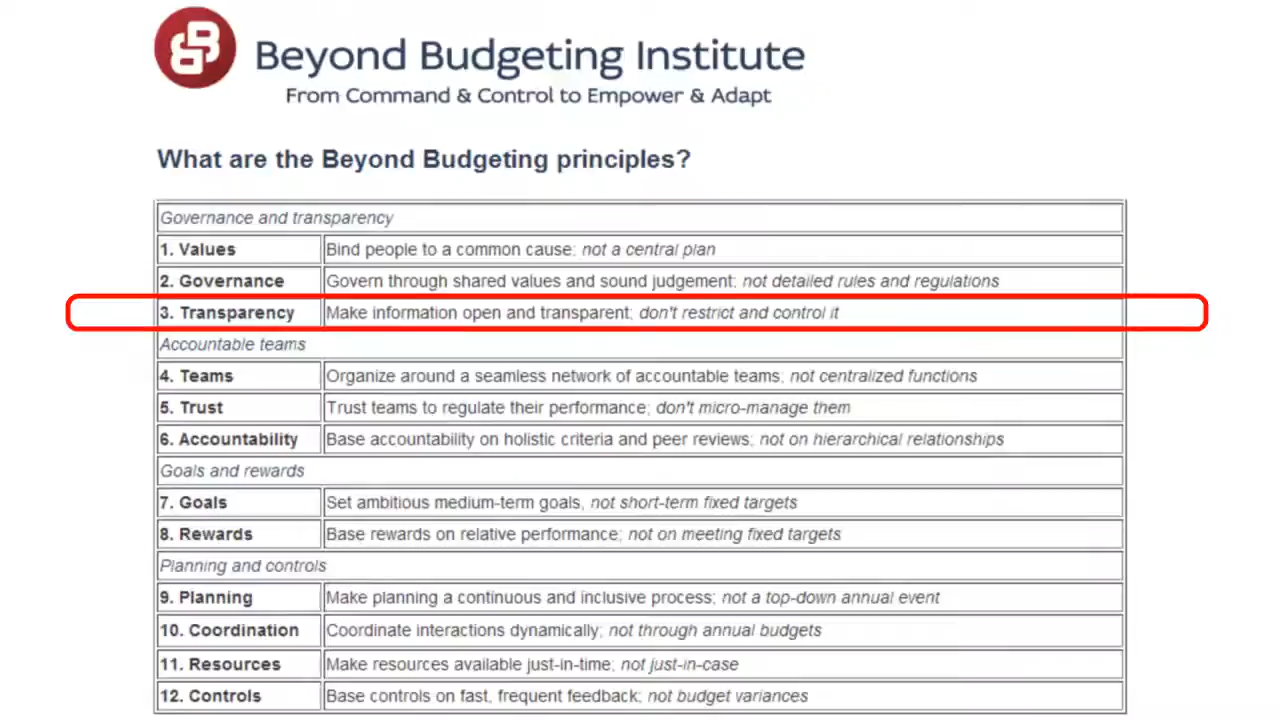 Beyond Budgeting Institute
From Command & Control to Empower & Adapt
What are the Beyond Budgeting principles?
Governance and transparency
1. Values Bind people to a common cause; not a central plan
2. Governance Govern through shared values and sound judgement; not detailed rules and regulations
3. Transparency Make information open and transparent; don't restrict and control it
Accountable teams
4. Teams Organize around a seamless network of accountable teams, not centralized functions
5. Trust Trust teams to regulate their performance; don't micro-manage them
6. Accountability Base accountability on holistic criteria and peer reviews; not on hierarchical relationships
Goals and rewards
7. Goals Set ambitious medium-term goals, not short-term fixed targets
8. Rewards Base rewards on relative performance; not on meeting fixed targets
Planning and controls
9. Planning Make planning a continuous and inclusive process; not a top-down annual event
10. Coordination Coordinate interactions dynamically; not through annual budgets
11. Resources Make resources available just-in-time; not just-in-case
12. Controls Base controls on fast, frequent feedback; not budget variances